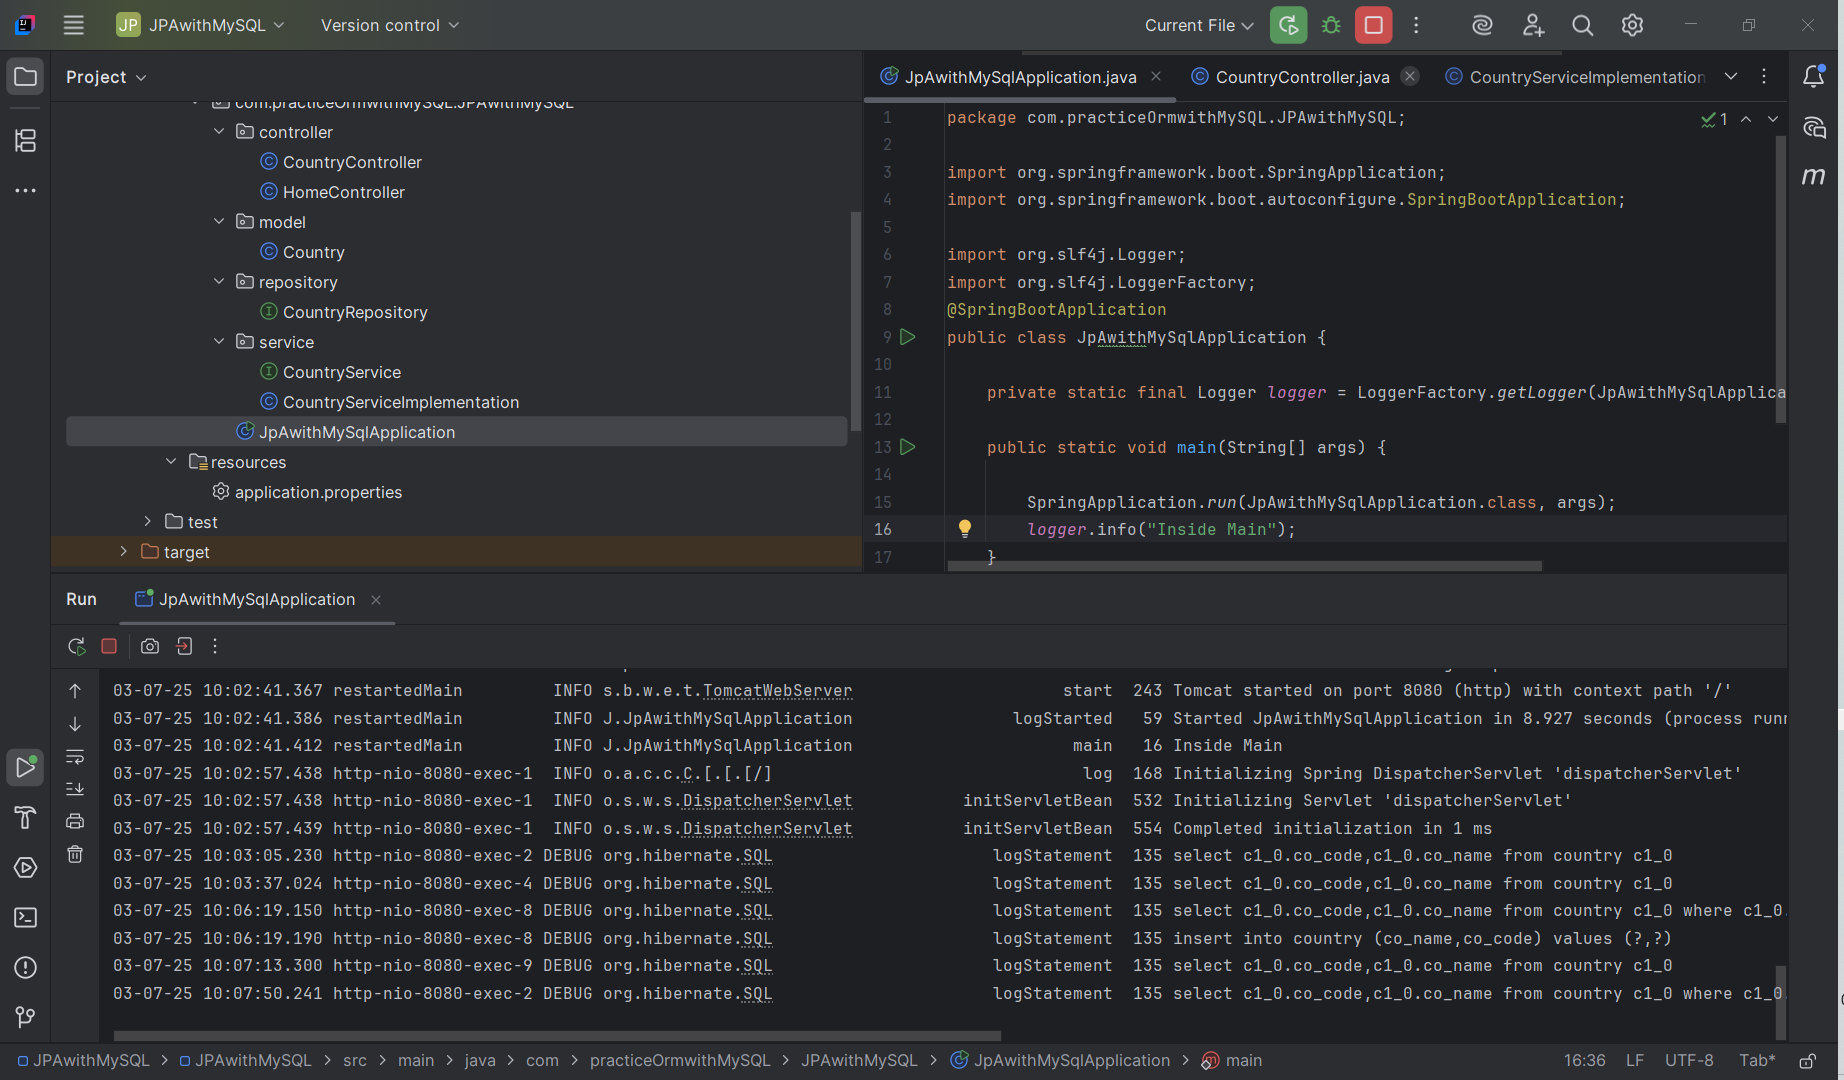 JP JPAwithMySQL Version control Current File
Project
com.practiceOrmwithMySQL.JPAwithMySQL
controller
CountryController
HomeController
model
Country
repository
CountryRepository
service
CountryService
CountryServiceImplementation
JpAwithMySqlApplication
resources
application.properties
test
target
JpAwithMySqlApplication.java CountryController.java CountryServiceImplementation
1 package com.practiceOrmwithMySQL.JPAwithMySQL;
2
3 import org.springframework.boot.SpringApplication;
4 import org.springframework.boot.autoconfigure.SpringBootApplication;
5
6 import org.slf4j.Logger;
7 import org.slf4j.LoggerFactory;
8 @SpringBootApplication
9 public class JpAwithMySqlApplication {
10
11 private static final Logger logger = LoggerFactory.getLogger(JpAwithMySqlApplica
12
13 public static void main(String[] args) {
14
15 SpringApplication.run(JpAwithMySqlApplication.class, args);
16 logger.info("Inside Main");
17 }
1
Run JpAwithMySqlApplication
03-07-25 10:02:41.367 restartedMain INFO s.b.w.e.t.TomcatWebServer start 243 Tomcat started on port 8080 (http) with context path '/'
03-07-25 10:02:41.386 restartedMain INFO J.JpAwithMySqlApplication logStarted 59 Started JpAwithMySqlApplication in 8.927 seconds (process runn
03-07-25 10:02:41.412 restartedMain INFO J.JpAwithMySqlApplication main 16 Inside Main
03-07-25 10:02:57.438 http-nio-8080-exec-1 INFO o.a.c.c.C.[.[.[/] log 168 Initializing Spring DispatcherServlet 'dispatcherServlet'
03-07-25 10:02:57.438 http-nio-8080-exec-1 INFO o.s.w.s.DispatcherServlet initServletBean 532 Initializing Servlet 'dispatcherServlet'
03-07-25 10:02:57.439 http-nio-8080-exec-1 INFO o.s.w.s.DispatcherServlet initServletBean 554 Completed initialization in 1 ms
03-07-25 10:03:05.230 http-nio-8080-exec-2 DEBUG org.hibernate.SQL logStatement 135 select c1_0.co_code,c1_0.co_name from country c1_0
03-07-25 10:03:37.024 http-nio-8080-exec-4 DEBUG org.hibernate.SQL logStatement 135 select c1_0.co_code,c1_0.co_name from country c1_0
03-07-25 10:06:19.150 http-nio-8080-exec-8 DEBUG org.hibernate.SQL logStatement 135 select c1_0.co_code,c1_0.co_name from country c1_0 where c1_0.
03-07-25 10:06:19.190 http-nio-8080-exec-8 DEBUG org.hibernate.SQL logStatement 135 insert into country (co_name,co_code) values (?,?)
03-07-25 10:07:13.300 http-nio-8080-exec-9 DEBUG org.hibernate.SQL logStatement 135 select c1_0.co_code,c1_0.co_name from country c1_0
03-07-25 10:07:50.241 http-nio-8080-exec-2 DEBUG org.hibernate.SQL logStatement 135 select c1_0.co_code,c1_0.co_name from country c1_0 where c1_0.
JPAwithMySQL > JPAwithMySQL > src > main > java > com > practiceOrmwithMySQL > JPAwithMySQL > JpAwithMySqlApplication > main 16:36 LF UTF-8 Tab*